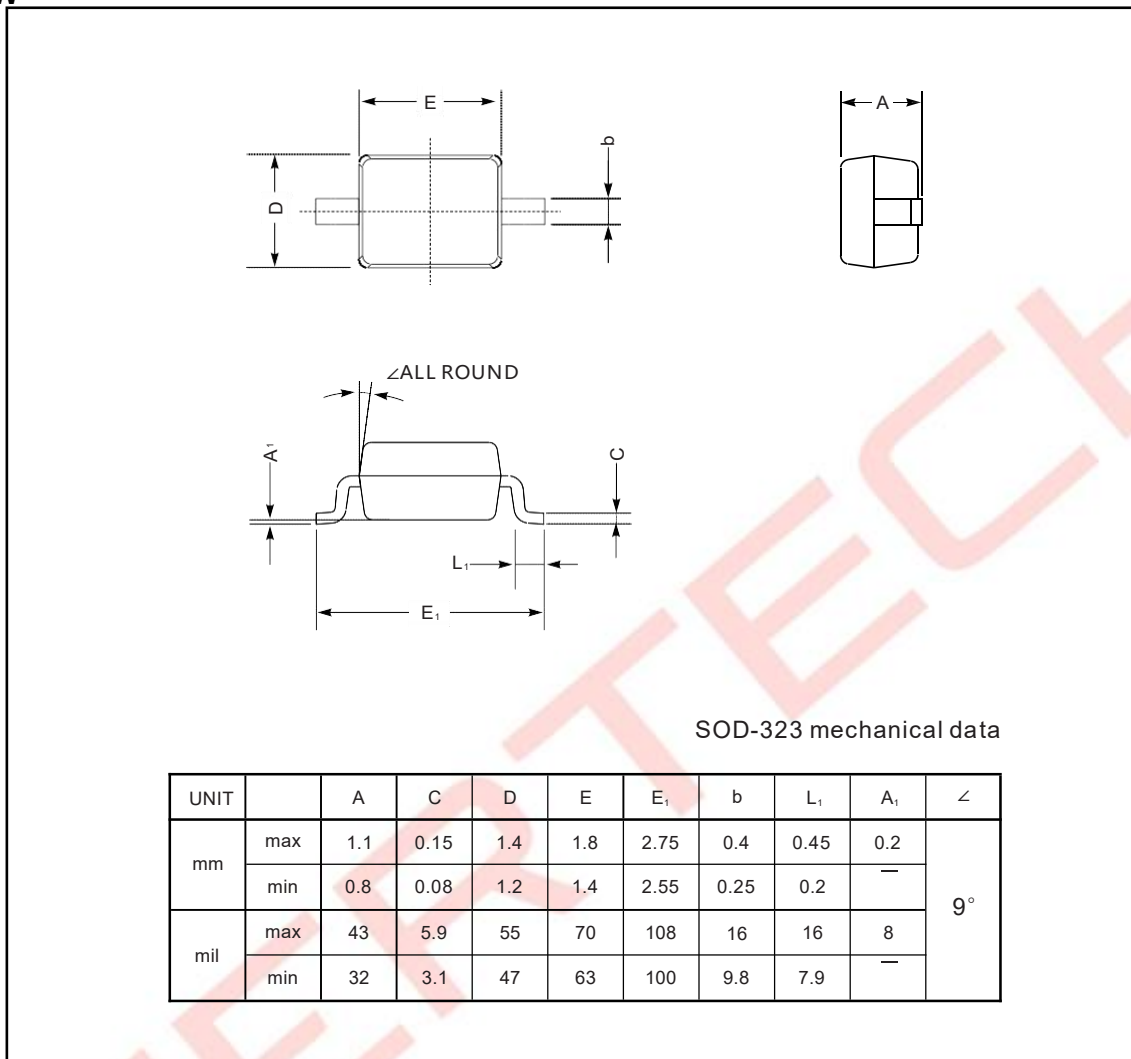 E
A
b
D
∠ALL ROUND
A₁
C
L₁
E₁
SOD-323 mechanical data
UNIT A C D E E₁ b L₁ A₁ ∠
mm max 1.1 0.15 1.4 1.8 2.75 0.4 0.45 0.2 9°
min 0.8 0.08 1.2 1.4 2.55 0.25 0.2 —
mil max 43 5.9 55 70 108 16 16 8
min 32 3.1 47 63 100 9.8 7.9 —